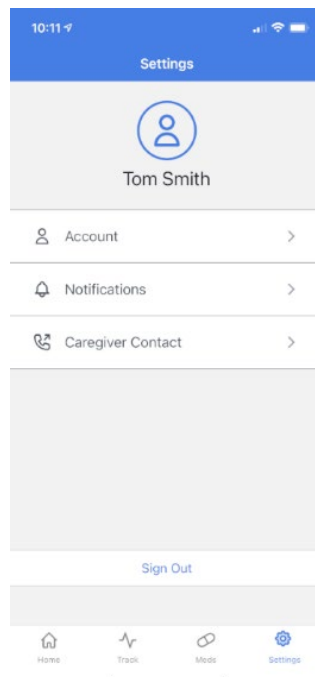 10:11
Settings
Tom Smith
Account
Notifications
Caregiver Contact
Sign Out
Home
Track
Meds
Settings